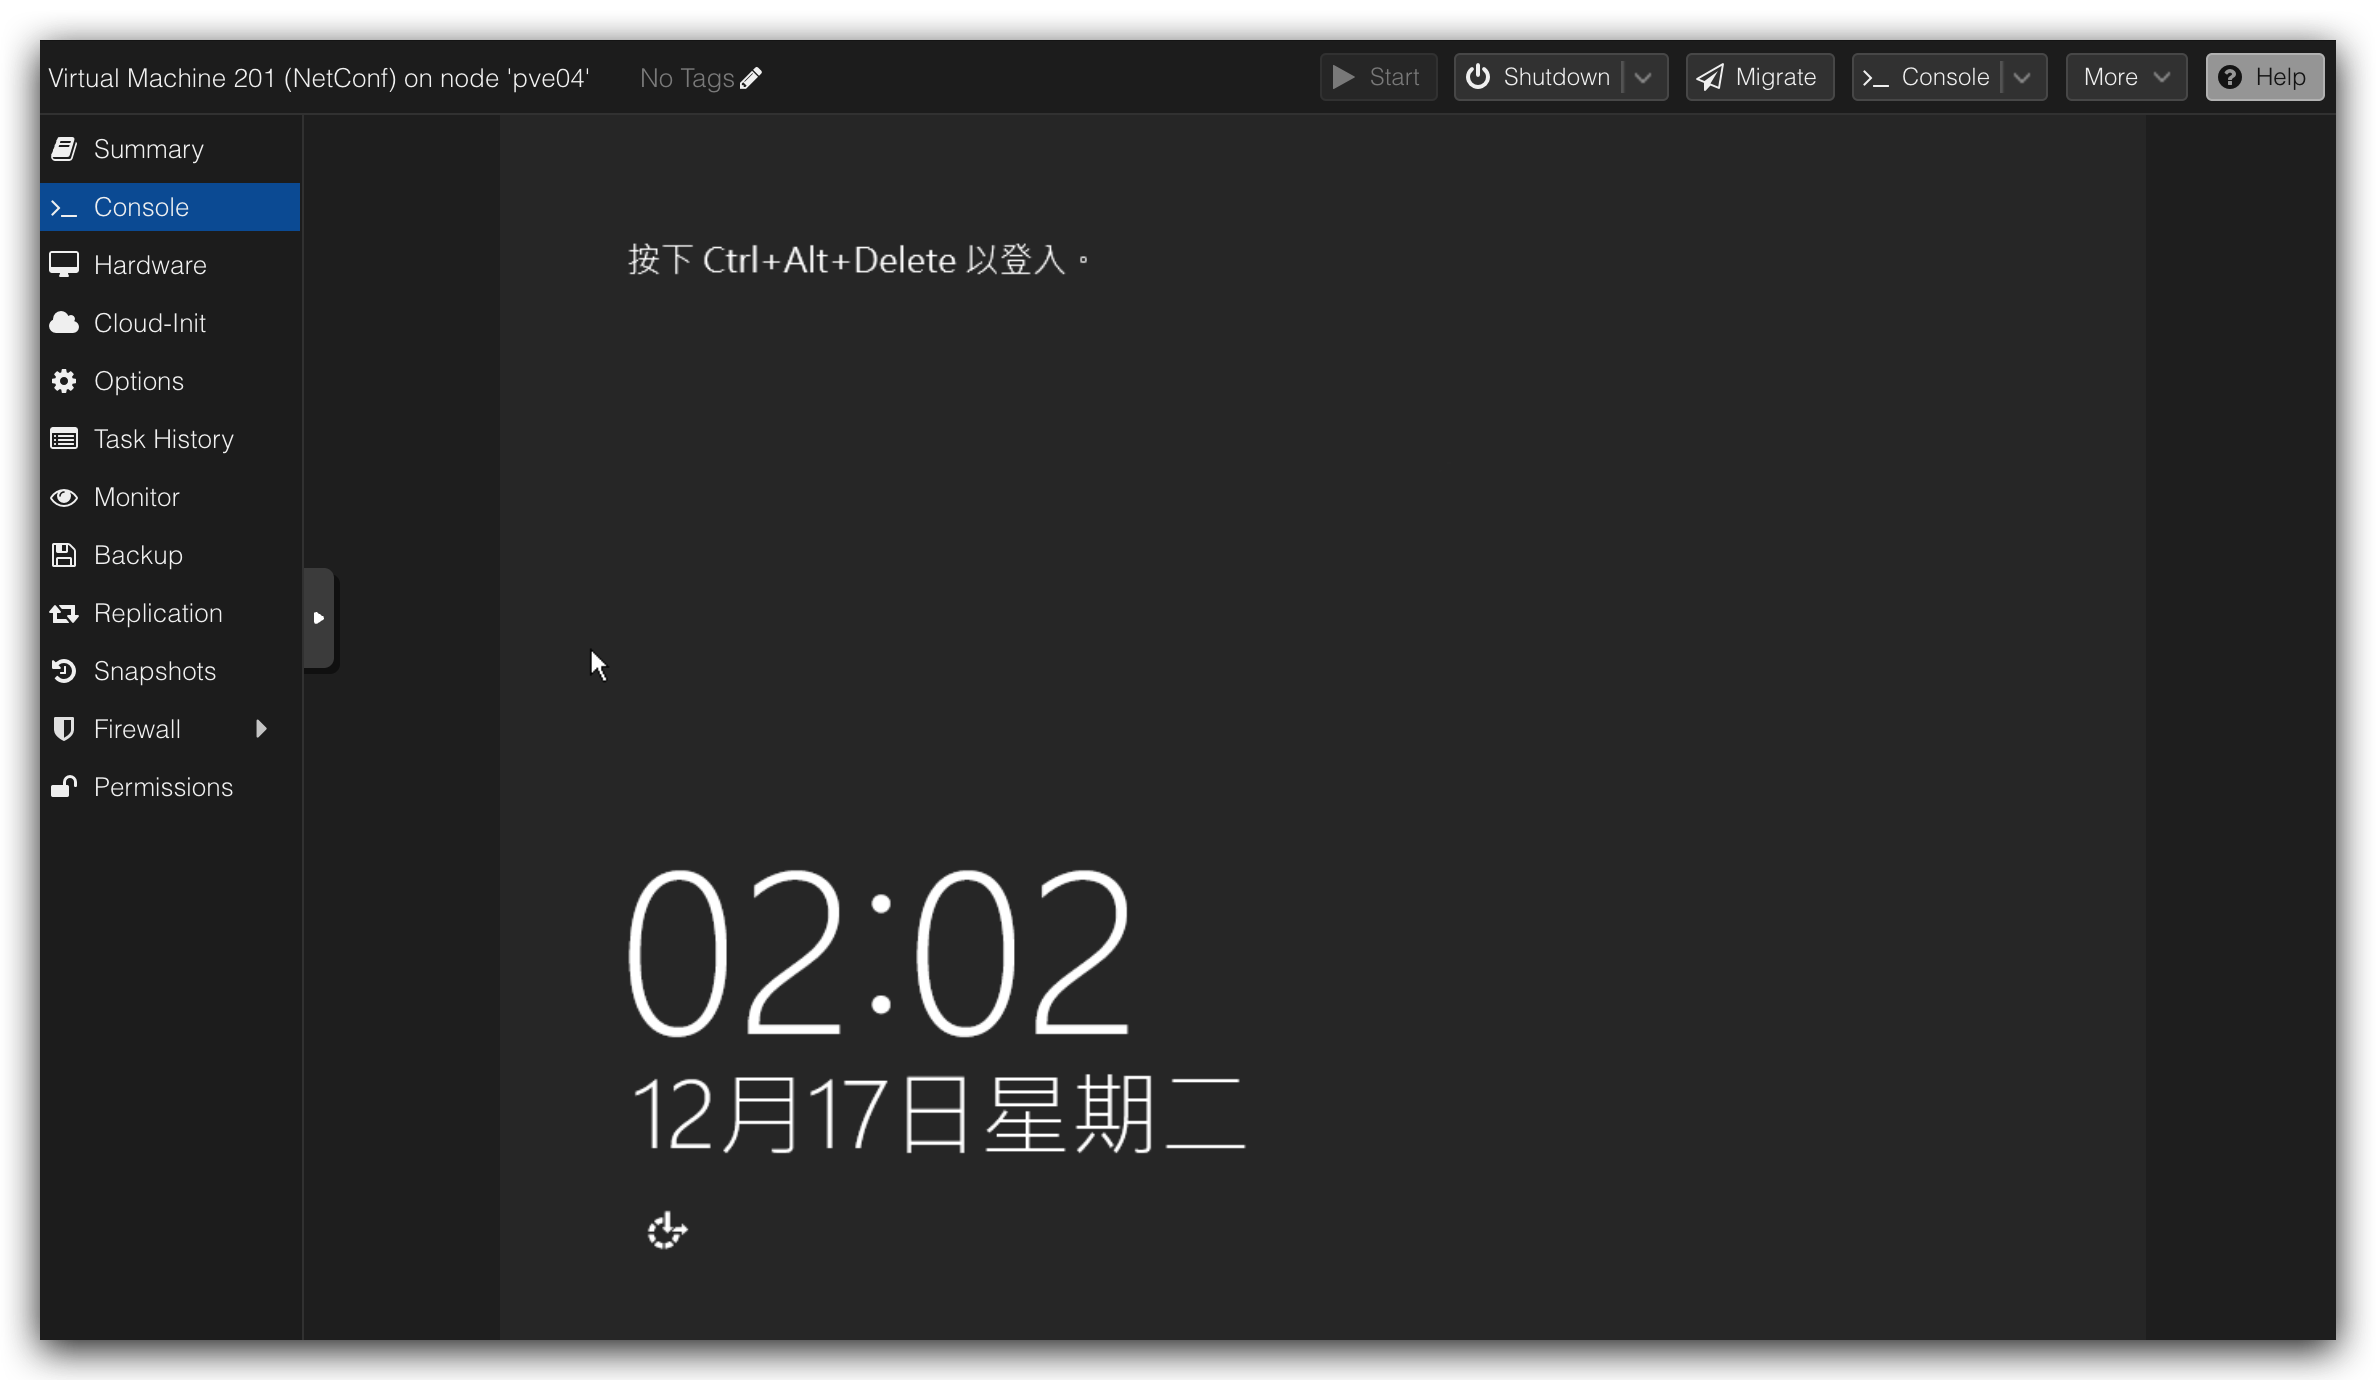 Virtual Machine 201 (NetConf) on node 'pve04'
No Tags
Start
Shutdown
Migrate
Console
More
Help
Summary
Console
Hardware
Cloud-Init
Options
Task History
Monitor
Backup
Replication
Snapshots
Firewall
Permissions
按下 Ctrl+Alt+Delete 以登入。
02:02
12月17日星期二